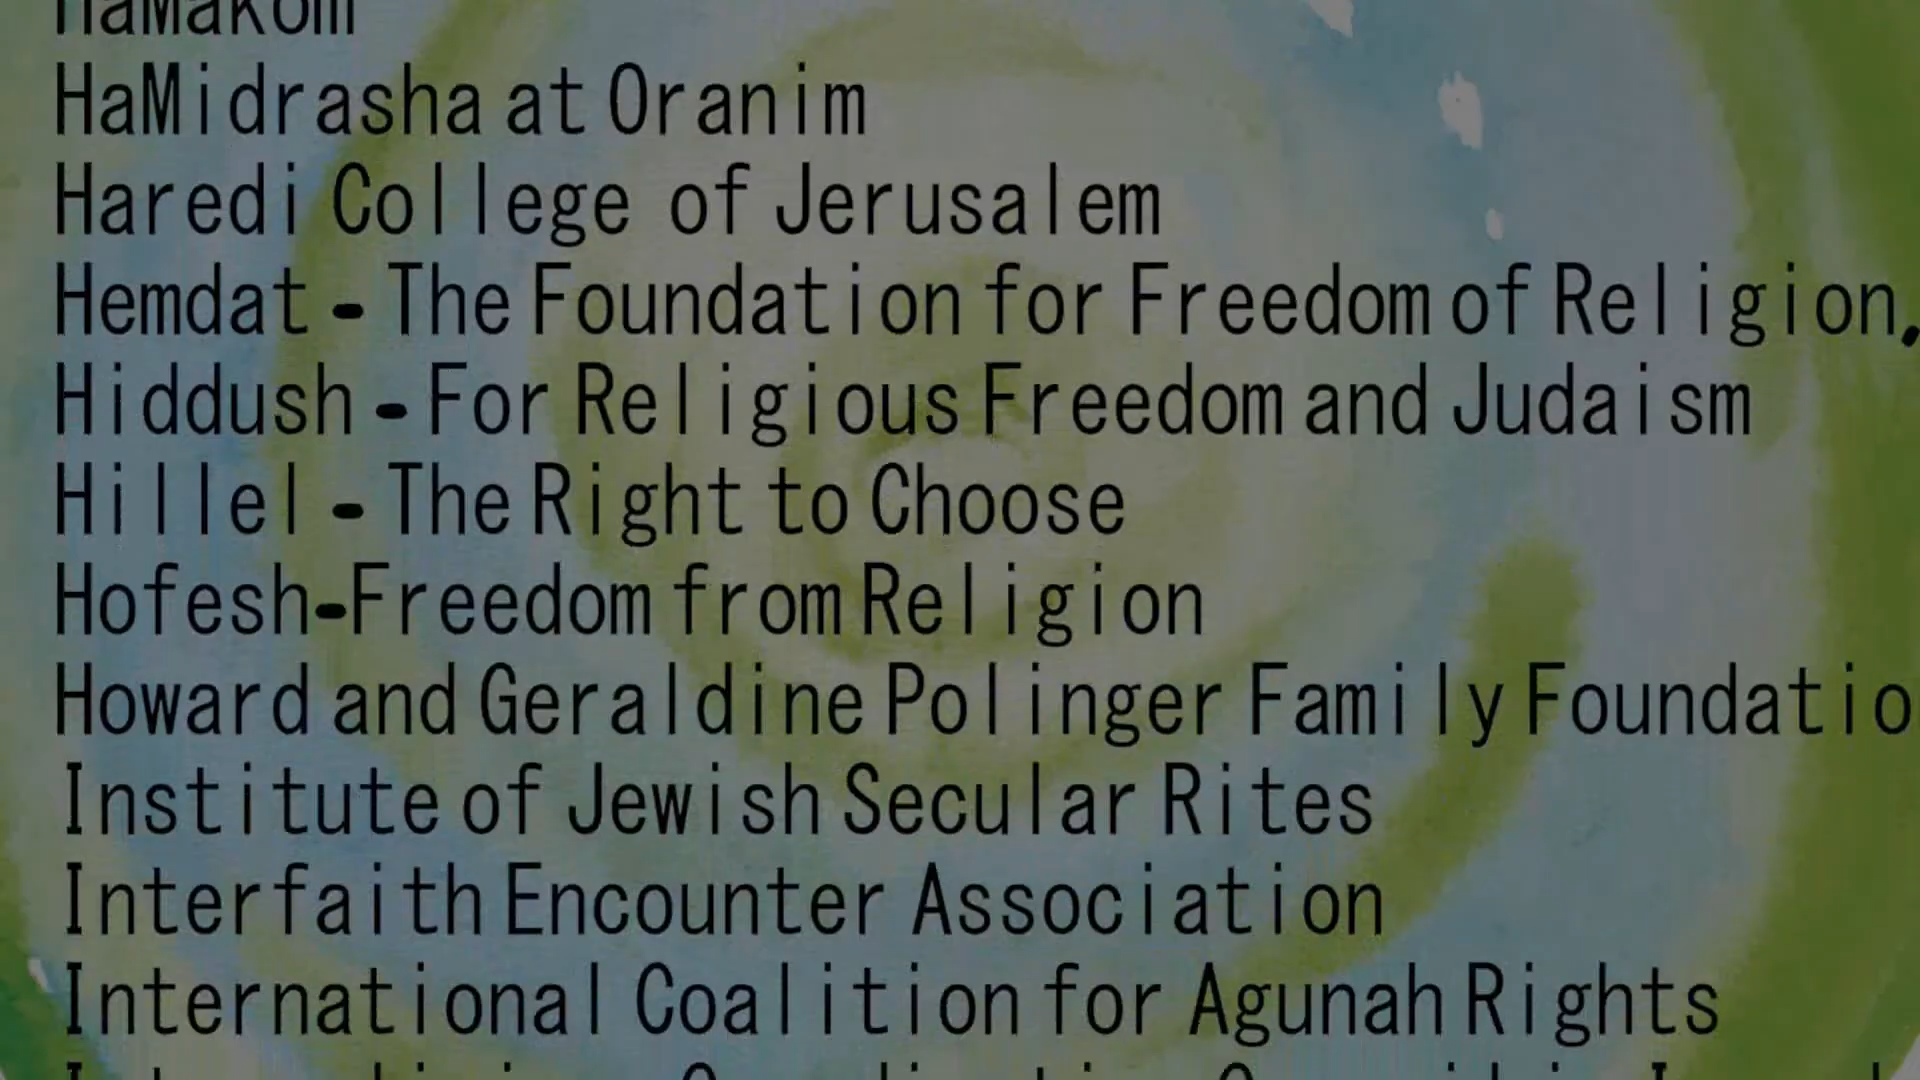 HaMakom
HaMidrasha at Oranim
Haredi College of Jerusalem
Hemdat - The Foundation for Freedom of Religion,
Hiddush - For Religious Freedom and Judaism
Hillel - The Right to Choose
Hofesh-Freedom from Religion
Howard and Geraldine Polinger Family Foundatio
Institute of Jewish Secular Rites
Interfaith Encounter Association
International Coalition for Agunah Rights